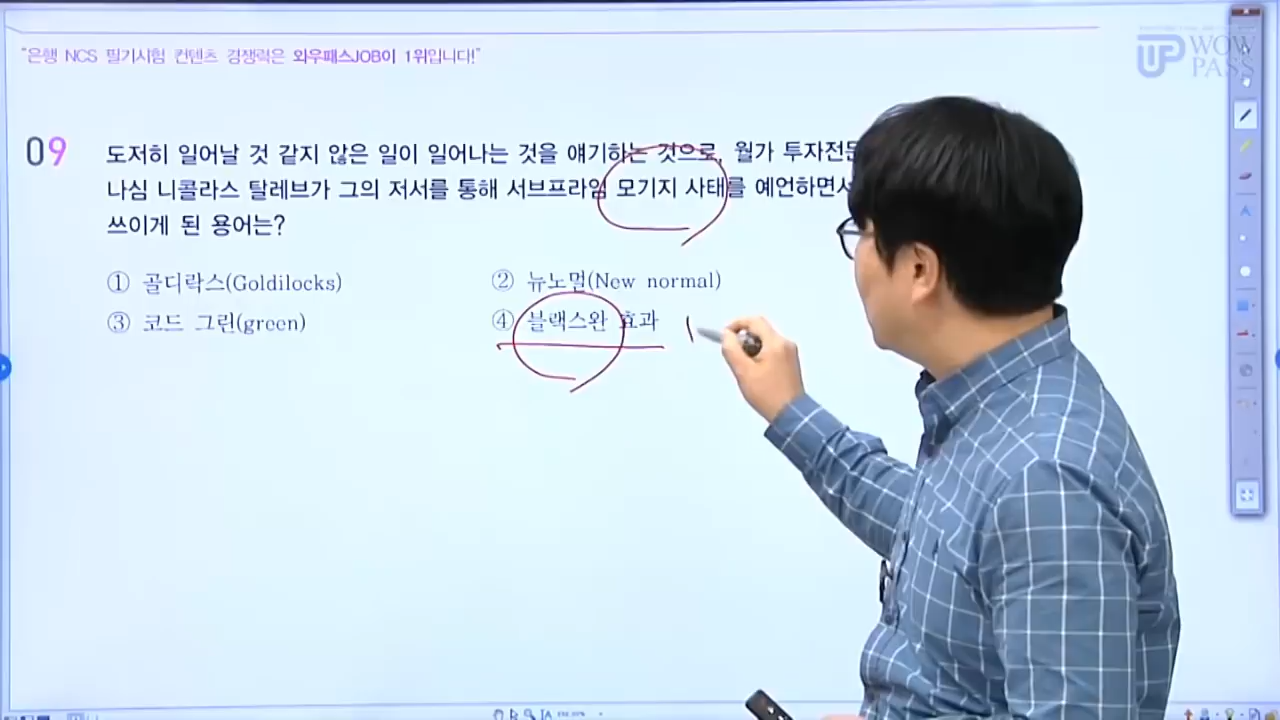 "은행 NCS 필기시험 컨텐츠 경쟁력은 와우패스JOB이 1위입니다!"
UP WOW PASS
09 도저히 일어날 것 같지 않은 일이 일어나는 것을 얘기하는 것으로, 월가 투자전문
나심 니콜라스 탈레브가 그의 저서를 통해 서브프라임 모기지 사태를 예언하면서
쓰이게 된 용어는?
① 골디락스(Goldilocks) ② 뉴노멀(New normal)
③ 코드 그린(green) ④ 블랙스완 효과